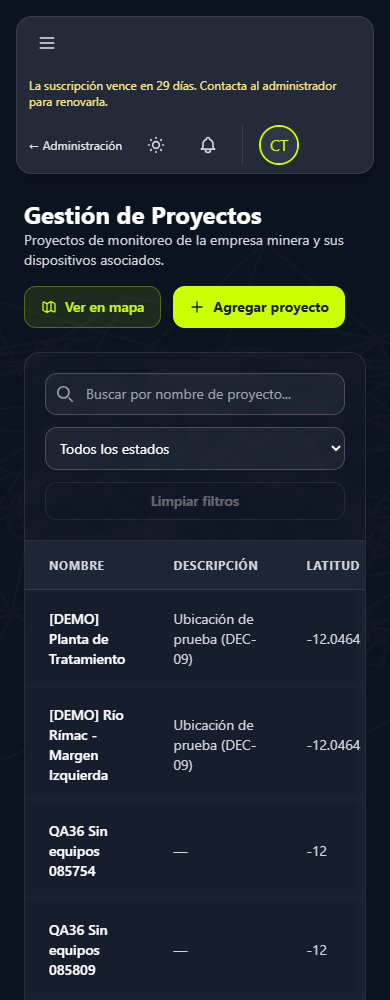 La suscripción vence en 29 días. Contacta al administrador
para renovarla.
← Administración
CT
Gestión de Proyectos
Proyectos de monitoreo de la empresa minera y sus
dispositivos asociados.
Ver en mapa
+ Agregar proyecto
Buscar por nombre de proyecto...
Todos los estados
Limpiar filtros
NOMBRE DESCRIPCIÓN LATITUD
[DEMO]
Planta de
Tratamiento
Ubicación de
prueba (DEC-
09)
-12.0464
[DEMO] Río
Rímac -
Margen
Izquierda
Ubicación de
prueba (DEC-
09)
-12.0464
QA36 Sin
equipos
085754
—
-12
QA36 Sin
equipos
085809
—
-12